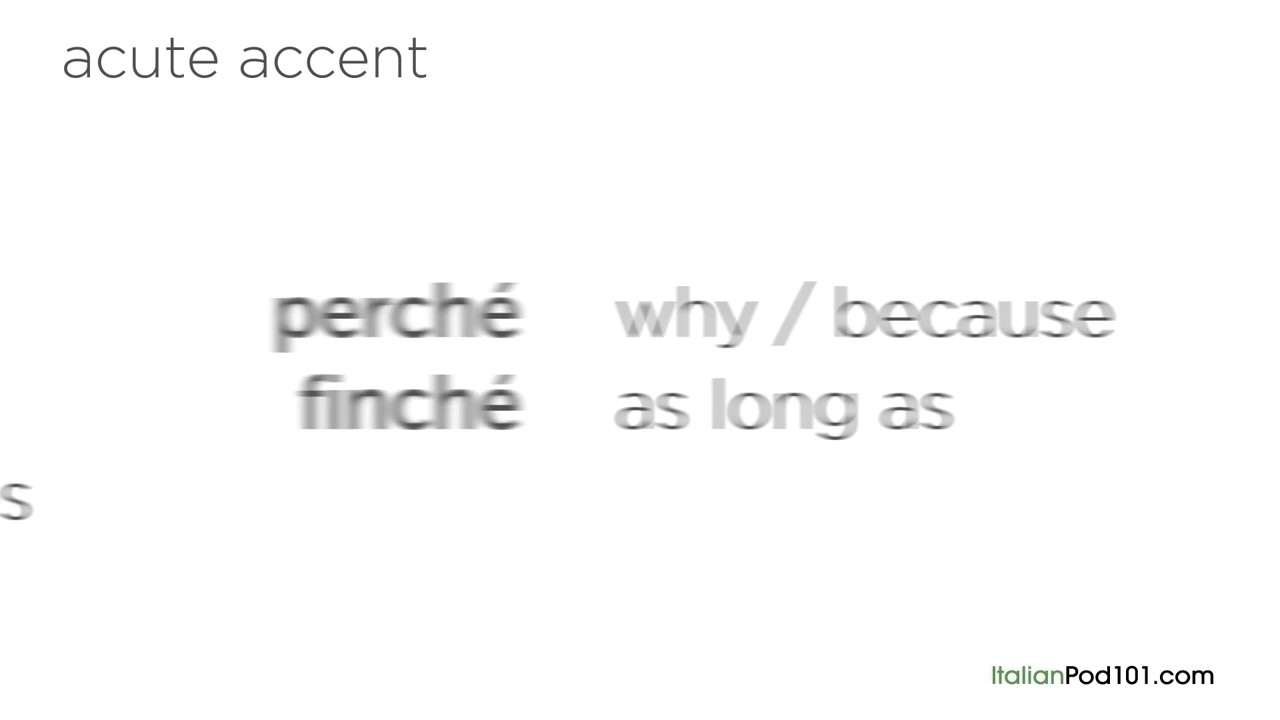 acute accent
perché why / because
finché as long as
s
ItalianPod101.com